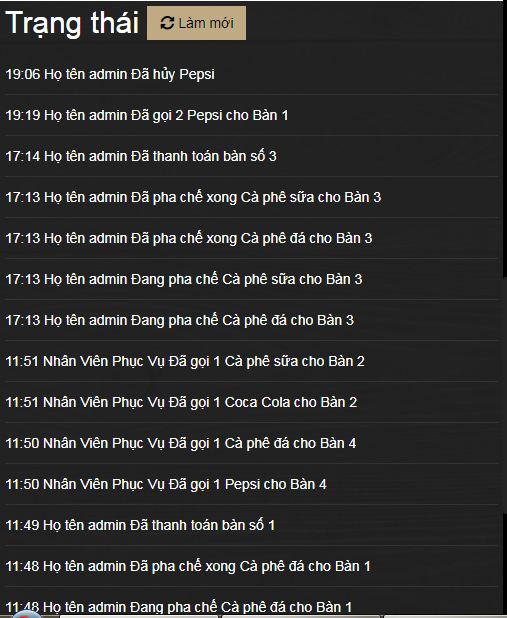 Trạng thái
Làm mới
19:06 Họ tên admin Đã hủy Pepsi
19:19 Họ tên admin Đã gọi 2 Pepsi cho Bàn 1
17:14 Họ tên admin Đã thanh toán bàn số 3
17:13 Họ tên admin Đã pha chế xong Cà phê sữa cho Bàn 3
17:13 Họ tên admin Đã pha chế xong Cà phê đá cho Bàn 3
17:13 Họ tên admin Đang pha chế Cà phê sữa cho Bàn 3
17:13 Họ tên admin Đang pha chế Cà phê đá cho Bàn 3
11:51 Nhân Viên Phục Vụ Đã gọi 1 Cà phê sữa cho Bàn 2
11:51 Nhân Viên Phục Vụ Đã gọi 1 Coca Cola cho Bàn 2
11:50 Nhân Viên Phục Vụ Đã gọi 1 Cà phê đá cho Bàn 4
11:50 Nhân Viên Phục Vụ Đã gọi 1 Pepsi cho Bàn 4
11:49 Họ tên admin Đã thanh toán bàn số 1
11:48 Họ tên admin Đã pha chế xong Cà phê đá cho Bàn 1
11:48 Họ tên admin Đang pha chế Cà phê đá cho Bàn 1